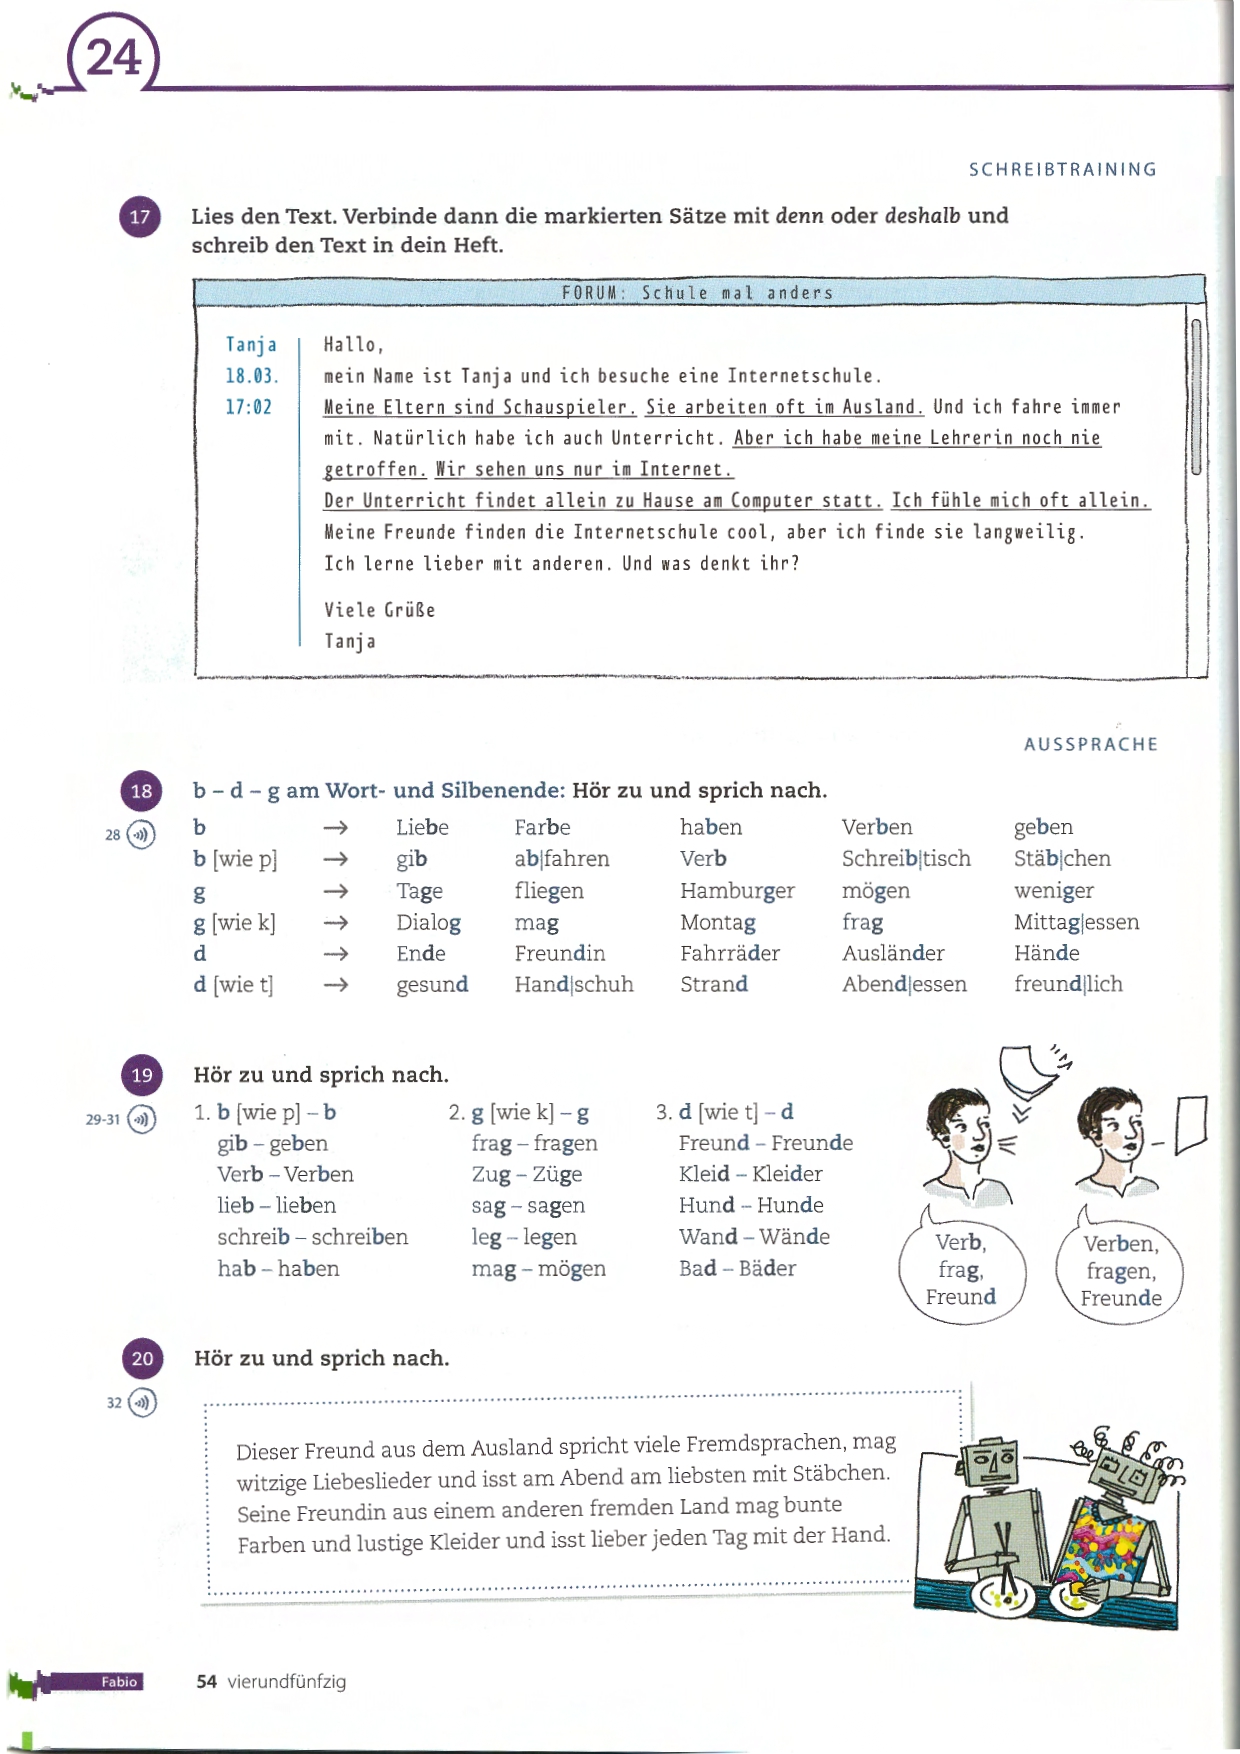 24
SCHREIBTRAINING
17 Lies den Text. Verbinde dann die markierten Sätze mit denn oder deshalb und
schreib den Text in dein Heft.
FORUM: Schule mal anders
Tanja Hallo,
18.03. mein Name ist Tanja und ich besuche eine Internetschule.
17:02 Meine Eltern sind Schauspieler. Sie arbeiten oft im Ausland. Und ich fahre immer
mit. Natürlich habe ich auch Unterricht. Aber ich habe meine Lehrerin noch nie
getroffen. Wir sehen uns nur im Internet.
Der Unterricht findet allein zu Hause am Computer statt. Ich fühle mich oft allein.
Meine Freunde finden die Internetschule cool, aber ich finde sie langweilig.
Ich lerne lieber mit anderen. Und was denkt ihr?
Viele Grüße
Tanja
AUSSPRACHE
18 b – d – g am Wort- und Silbenende: Hör zu und sprich nach.
28 b → Liebe Farbe haben Verben geben
b [wie p] → gib ab|fahren Verb Schreib|tisch Stäb|chen
g → Tage fliegen Hamburger mögen weniger
g [wie k] → Dialog mag Montag frag Mittag|essen
d → Ende Freundin Fahrräder Ausländer Hände
d [wie t] → gesund Hand|schuh Strand Abend|essen freund|lich
19 Hör zu und sprich nach.
29-31 1. b [wie p] – b 2. g [wie k] – g 3. d [wie t] – d
gib – geben frag – fragen Freund – Freunde
Verb – Verben Zug – Züge Kleid – Kleider
lieb – lieben sag – sagen Hund – Hunde
schreib – schreiben leg – legen Wand – Wände
hab – haben mag – mögen Bad – Bäder
Verb,
frag,
Freund
Verben,
fragen,
Freunde
20 Hör zu und sprich nach.
32
Dieser Freund aus dem Ausland spricht viele Fremdsprachen, mag
witzige Liebeslieder und isst am Abend am liebsten mit Stäbchen.
Seine Freundin aus einem anderen fremden Land mag bunte
Farben und lustige Kleider und isst lieber jeden Tag mit der Hand.
Fabio 54 vierundfünfzig